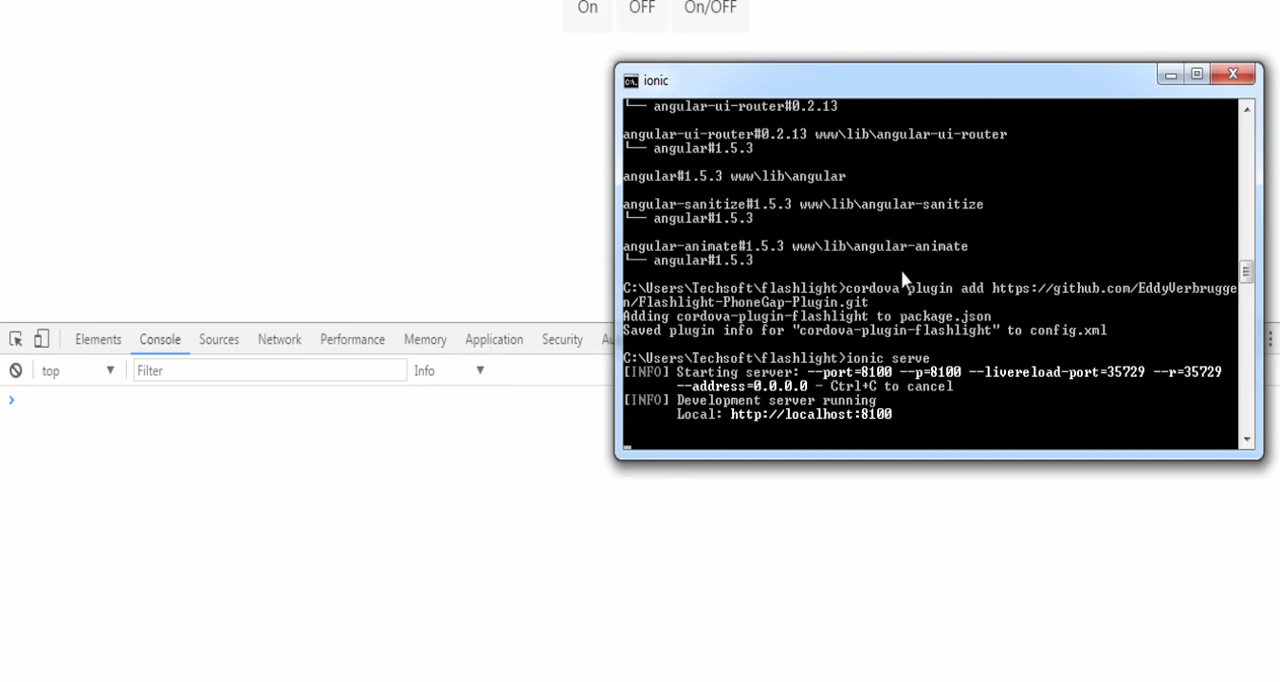 On OFF On/OFF
ionic
└── angular-ui-router#0.2.13
angular-ui-router#0.2.13 www\lib\angular-ui-router
└── angular#1.5.3
angular#1.5.3 www\lib\angular
angular-sanitize#1.5.3 www\lib\angular-sanitize
└── angular#1.5.3
angular-animate#1.5.3 www\lib\angular-animate
└── angular#1.5.3
C:\Users\Techsoft\flashlight>cordova plugin add https://github.com/EddyVerbrugge
n/Flashlight-PhoneGap-Plugin.git
Adding cordova-plugin-flashlight to package.json
Saved plugin info for "cordova-plugin-flashlight" to config.xml
C:\Users\Techsoft\flashlight>ionic serve
[INFO] Starting server: --port=8100 --p=8100 --livereload-port=35729 --r=35729
--address=0.0.0.0 - Ctrl+C to cancel
[INFO] Development server running
Local: http://localhost:8100
Elements Console Sources Network Performance Memory Application Security Au
top Filter Info